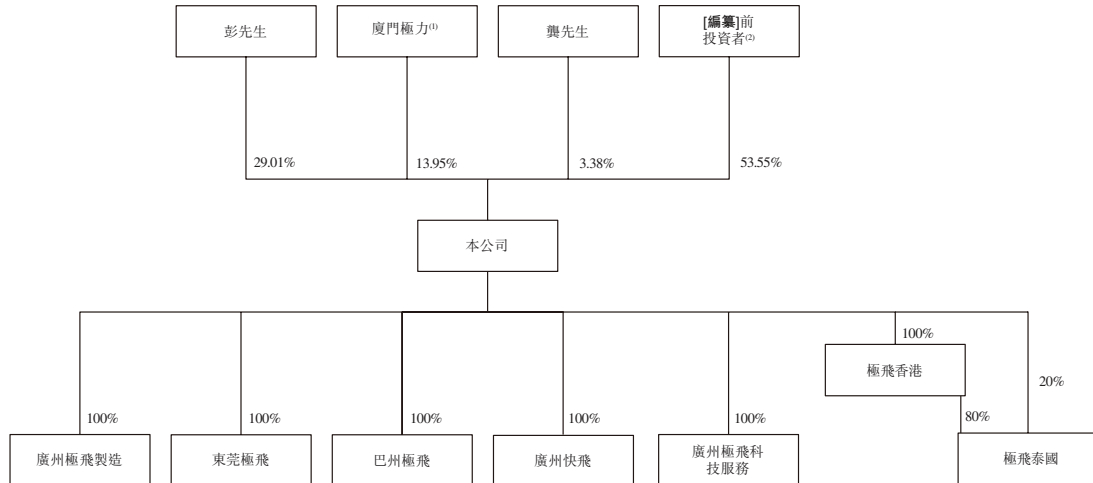 彭先生
廈門極力(1)
龔先生
[編纂]前
投資者(2)
29.01%
13.95%
3.38%
53.55%
本公司
100%
極飛香港
20%
80%
100%
100%
100%
100%
100%
廣州極飛製造
東莞極飛
巴州極飛
廣州快飛
廣州極飛科
技服務
極飛泰國